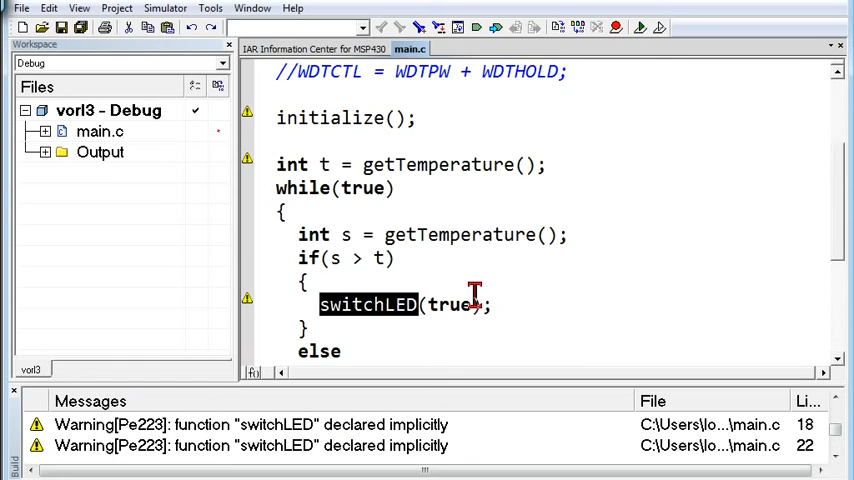 File Edit View Project Simulator Tools Window Help
Workspace
IAR Information Center for MSP430 main.c
Debug
Files
vorl3 - Debug
main.c
Output
vorl3
//WDTCTL = WDTPW + WDTHOLD;
initialize();
int t = getTemperature();
while(true)
{
int s = getTemperature();
if(s > t)
{
switchLED(true);
}
else
f()
Messages File Li...
Warning[Pe223]: function "switchLED" declared implicitly C:\Users\lo...\main.c 18
Warning[Pe223]: function "switchLED" declared implicitly C:\Users\lo...\main.c 22
Build